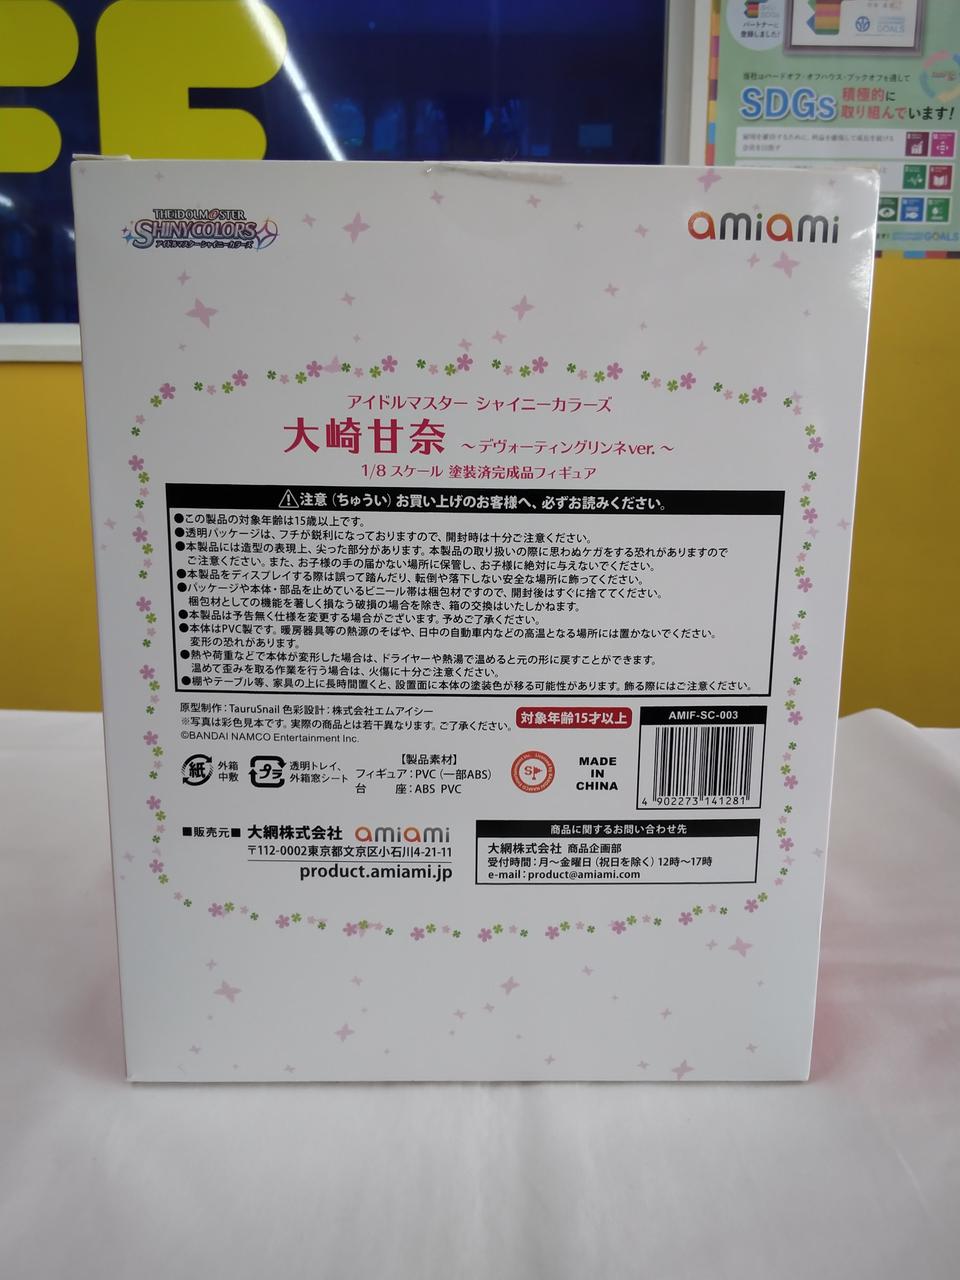 パートナーに
登録しました!
GOALS
当社はハードオフ・オフハウス・ブックオフを通して
SDGs 積極的に
取り組んでいます!
THE IDOLM@STER
SHINYCOLORS
アイドルマスターシャイニーカラーズ
amiami
アイドルマスター シャイニーカラーズ
大崎甘奈 ～デヴォーティングリンネver.～
1/8 スケール 塗装済完成品フィギュア
⚠注意(ちゅうい)お買い上げのお客様へ、必ずお読みください。
●この製品の対象年齢は15歳以上です。
●透明パッケージは、フチが鋭利になっておりますので、開封時は十分ご注意ください。
●本製品には造型の表現上、尖った部分があります。本製品の取り扱いの際に思わぬケガをする恐れがありますので
ご注意ください。また、お子様の手の届かない場所に保管し、お子様に絶対に与えないでください。
●本製品をディスプレイする際は誤って踏んだり、転倒や落下しない安全な場所に飾ってください。
●パッケージや本体・部品を止めているビニール帯は梱包材ですので、開封後はすぐに捨ててください。
梱包材としての機能を著しく損なう破損の場合を除き、箱の交換はいたしかねます。
●本製品は予告無く仕様を変更する場合がございます。予めご了承ください。
●本体はPVC製です。暖房器具等の熱源のそばや、日中の自動車内などの高温となる場所には置かないでください。
変形の恐れがあります。
●熱や荷重などで本体が変形した場合は、ドライヤーや熱湯で温めると元の形に戻すことができます。
温めて歪みを取る作業を行う場合は、火傷に十分ご注意ください。
●棚やテーブル等、家具の上に長時間置くと、設置面に本体の塗装色が移る可能性があります。飾る際にはご注意ください。
原型制作:TauruSnail 色彩設計:株式会社エムアイシー
※写真は彩色見本です。実際の商品とは若干異なります。ご了承ください。
©BANDAI NAMCO Entertainment Inc.
対象年齢15才以上
AMIF-SC-003
4 902273 141281
紙 外箱
中敷
プラ 透明トレイ、
外箱窓シート
【製品素材】
フィギュア:PVC(一部ABS)
台 座:ABS PVC
MADE
IN
CHINA
■販売元■ 大網株式会社 amiami
〒112-0002東京都文京区小石川4-21-11
product.amiami.jp
商品に関するお問い合わせ先
大網株式会社 商品企画部
受付時間:月～金曜日(祝日を除く)12時～17時
e-mail:product@amiami.com